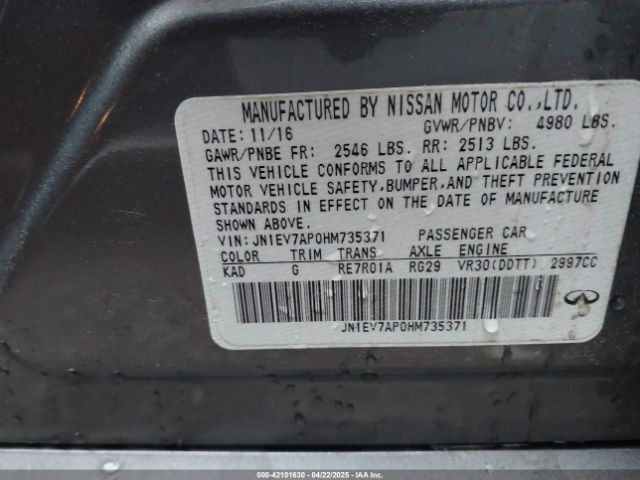 MANUFACTURED BY NISSAN MOTOR CO.,LTD.
DATE: 11/16 GVWR/PNBV: 4980 LBS.
GAWR/PNBE FR: 2546 LBS. RR: 2513 LBS.
THIS VEHICLE CONFORMS TO ALL APPLICABLE FEDERAL
MOTOR VEHICLE SAFETY,BUMPER,AND THEFT PREVENTION
STANDARDS IN EFFECT ON THE DATE OF MANUFACTURE
SHOWN ABOVE.
VIN: JN1EV7AP0HM735371 PASSENGER CAR
COLOR TRIM TRANS AXLE ENGINE
KAD G RE7R01A RG29 VR30(DDTT) 2997CC
JN1EV7AP0HM735371
000-42101630 - 04/22/2025 - IAAI.COM